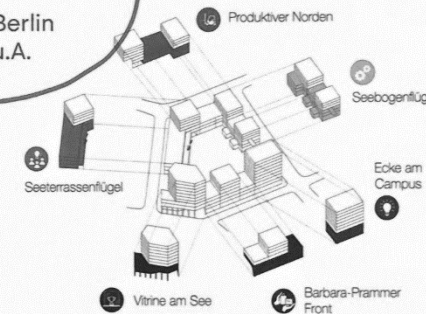 Berlin
u.A.
Produktiver Norden
Seebogenflüg
Seeterrassenflügel
Ecke am
Campus
Vitrine am See
Barbara-Prammer
Front